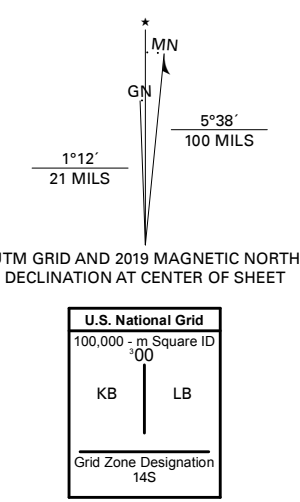 ★
MN
GN
5°38´
100 MILS
1°12´
21 MILS
UTM GRID AND 2019 MAGNETIC NORTH
DECLINATION AT CENTER OF SHEET
U.S. National Grid
100,000 - m Square ID
³00
KB LB
Grid Zone Designation
14S